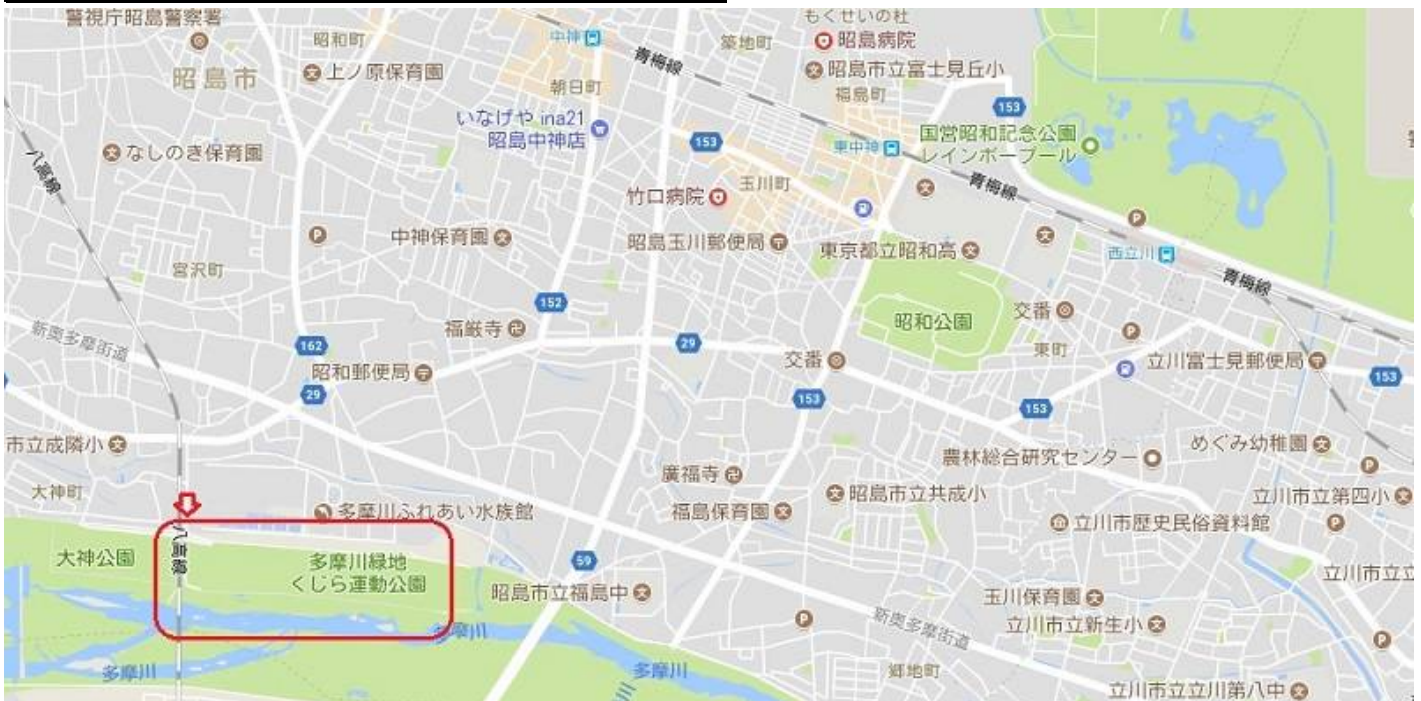 警視庁昭島警察署
もくせいの杜
昭和町
中神
築地町
昭島病院
昭島市
上ノ原保育園
青梅線
昭島市立富士見丘小
朝日町
福島町
153
いなげや ina21
昭島中神店
国営昭和記念公園
レインボープール
153
東中神
なしのき保育園
八高線
玉川町
青梅線
竹口病院
中神保育園
昭島玉川郵便局
東京都立昭和高
西立川
宮沢町
青梅線
152
昭和公園
交番
新奥多摩街道
福厳寺
162
29
東町
昭和郵便局
交番
立川富士見郵便局
29
153
153
153
市立成隣小
農林総合研究センター
めぐみ幼稚園
廣福寺
大神町
昭島市立共成小
立川市立第四小
多摩川ふれあい水族館
福島保育園
立川市歴史民俗資料館
八高線
大神公園
多摩川緑地
くじら運動公園
59
昭島市立福島中
立川市立立
玉川保育園
多摩川
新奥多摩街道
立川市立新生小
多摩川
多摩川
郷地町
立川市立立川第八中